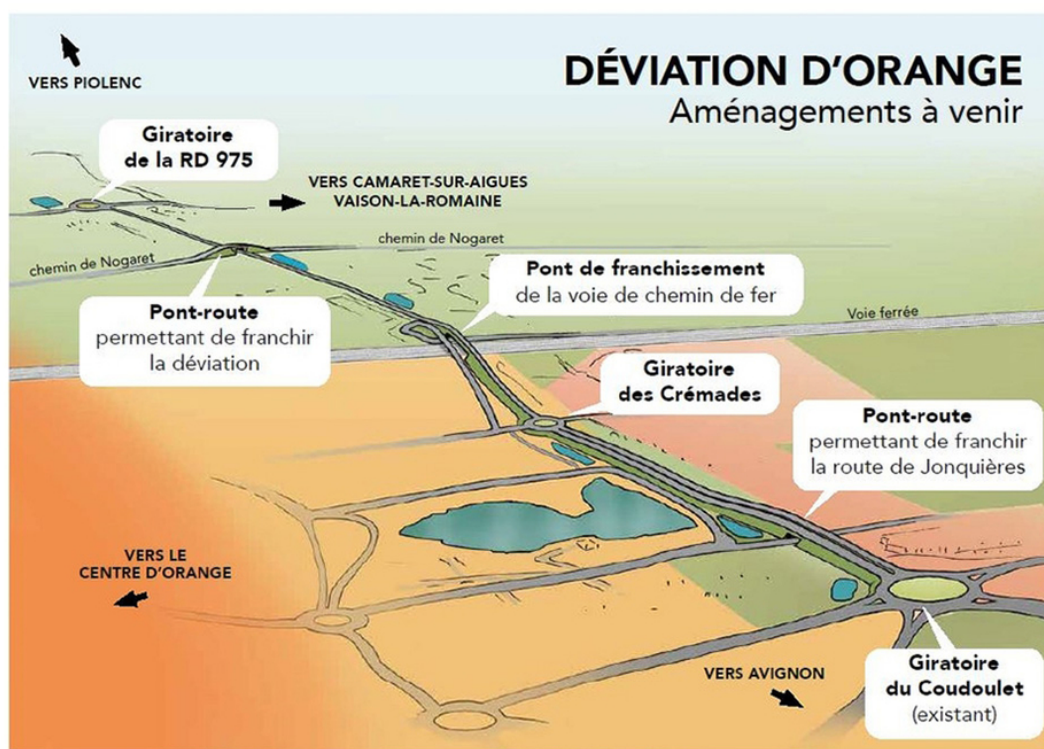 DÉVIATION D'ORANGE
Aménagements à venir
VERS PIOLENC
Giratoire
de la RD 975
VERS CAMARET-SUR-AIGUES
VAISON-LA-ROMAINE
chemin de Nogaret
chemin de Nogaret
Pont de franchissement
de la voie de chemin de fer
Pont-route
permettant de franchir
la déviation
Voie ferrée
Giratoire
des Crémades
Pont-route
permettant de franchir
la route de Jonquières
VERS LE
CENTRE D'ORANGE
VERS AVIGNON
Giratoire
du Coudoulet
(existant)